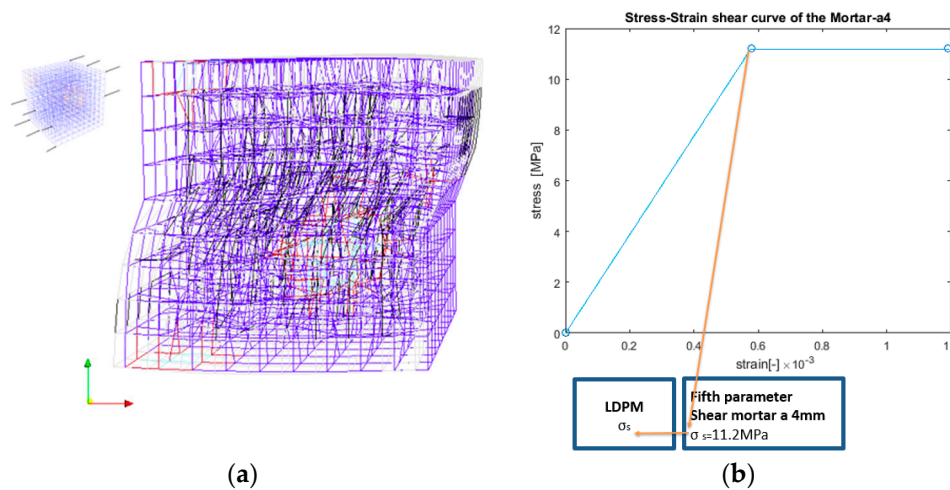 Stress-Strain shear curve of the Mortar-a4
12
10
8
6
4
2
0
stress [MPa]
0 0.2 0.4 0.6 0.8 1
strain[-] ×10⁻³
LDPM
σs
Fifth parameter
Shear mortar a 4mm
σ s=11.2MPa
(a) (b)